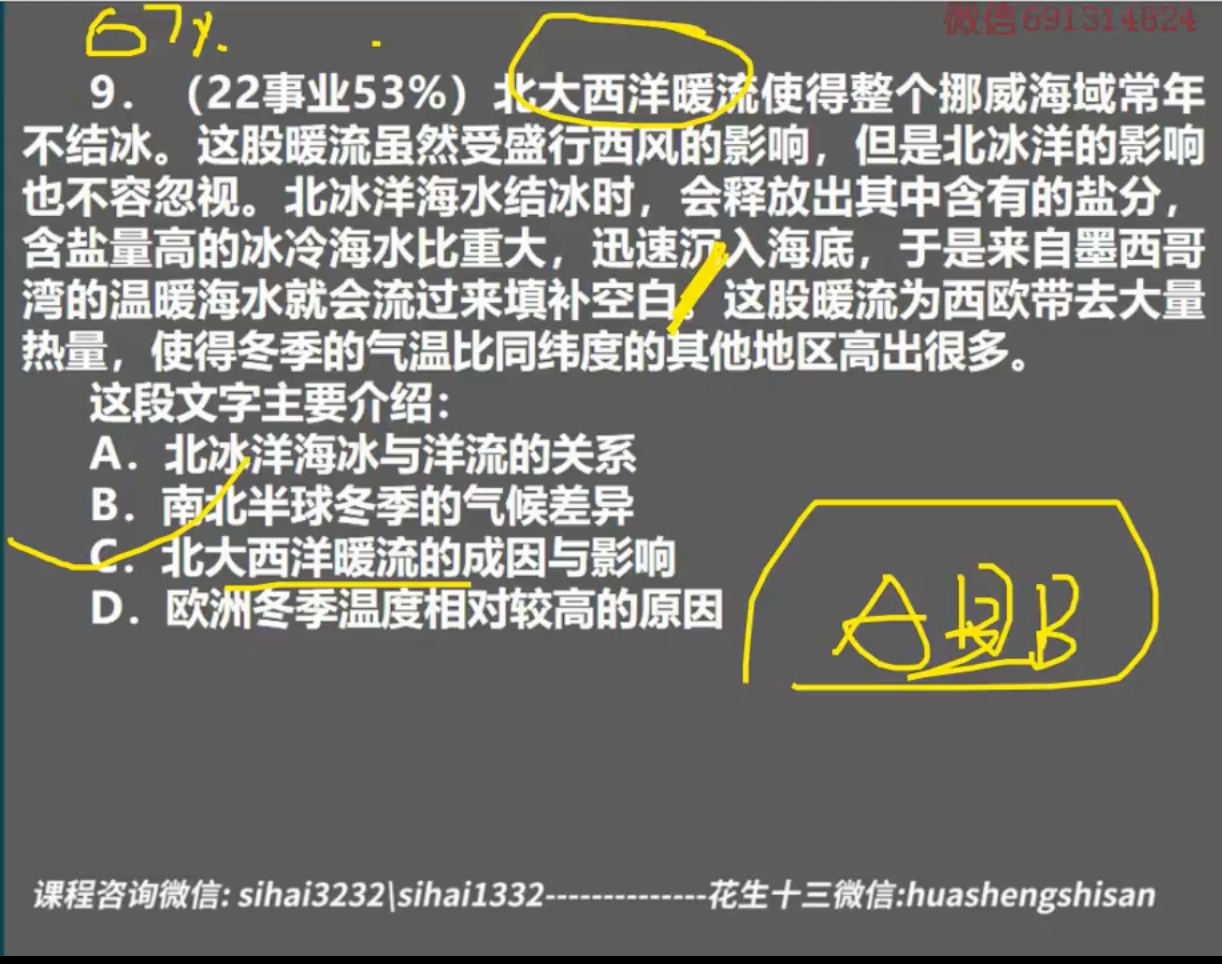 微信691314624
67%.
9. （22事业53%）北大西洋暖流使得整个挪威海域常年
不结冰。这股暖流虽然受盛行西风的影响，但是北冰洋的影响
也不容忽视。北冰洋海水结冰时，会释放出其中含有的盐分，
含盐量高的冰冷海水比重大，迅速沉入海底，于是来自墨西哥
湾的温暖海水就会流过来填补空白。这股暖流为西欧带去大量
热量，使得冬季的气温比同纬度的其他地区高出很多。
这段文字主要介绍：
A．北冰洋海冰与洋流的关系
B．南北半球冬季的气候差异
C．北大西洋暖流的成因与影响
D．欧洲冬季温度相对较高的原因
A 因 B
课程咨询微信: sihai3232\sihai1332--------------花生十三微信:huashengshisan